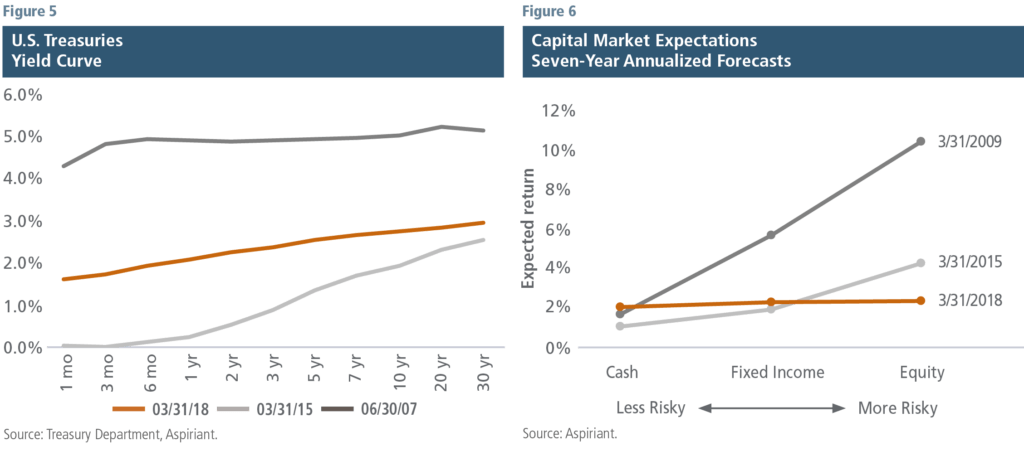 Figure 5
U.S. Treasuries
Yield Curve
6.0%
5.0%
4.0%
3.0%
2.0%
1.0%
0.0%
1 mo
3 mo
6 mo
1 yr
2 yr
3 yr
5 yr
7 yr
10 yr
20 yr
30 yr
03/31/18 03/31/15 06/30/07
Source: Treasury Department, Aspiriant.
Figure 6
Capital Market Expectations
Seven-Year Annualized Forecasts
Expected return
12%
10%
8%
6%
4%
2%
0%
3/31/2009
3/31/2015
3/31/2018
Cash Fixed Income Equity
Less Risky More Risky
Source: Aspiriant.